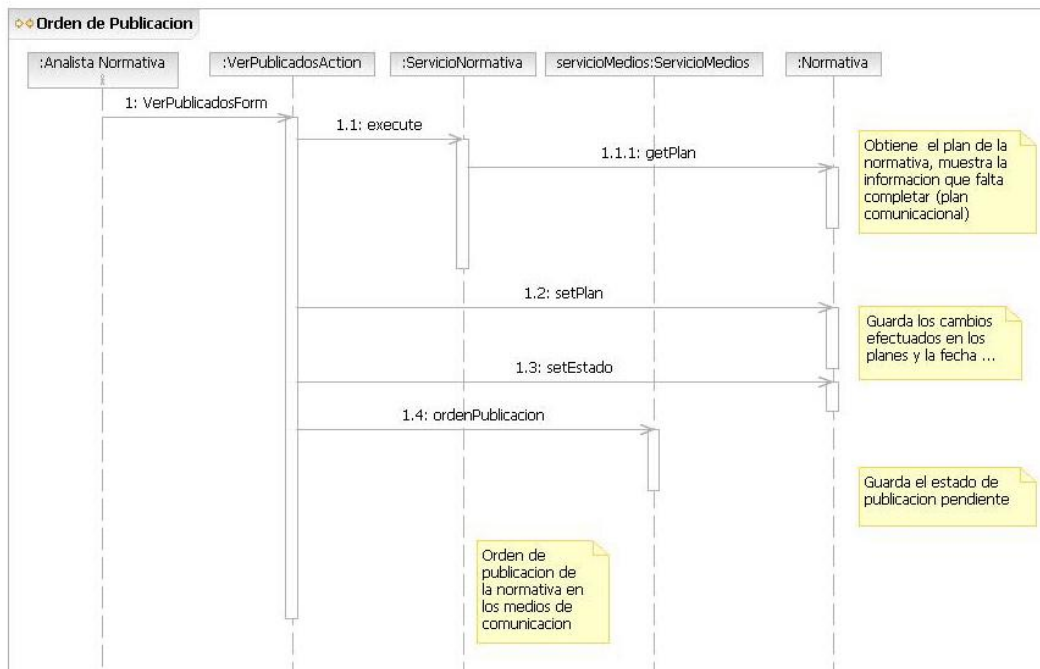 Orden de Publicacion
:Analista Normativa
:VerPublicadosAction
:ServicioNormativa
servicioMedios:ServicioMedios
:Normativa
1: VerPublicadosForm
1.1: execute
1.1.1: getPlan
Obtiene el plan de la
normativa, muestra la
informacion que falta
completar (plan
comunicacional)
1.2: setPlan
Guarda los cambios
efectuados en los
planes y la fecha ...
1.3: setEstado
1.4: ordenPublicacion
Guarda el estado de
publicacion pendiente
Orden de
publicacion de
la normativa en
los medios de
comunicacion